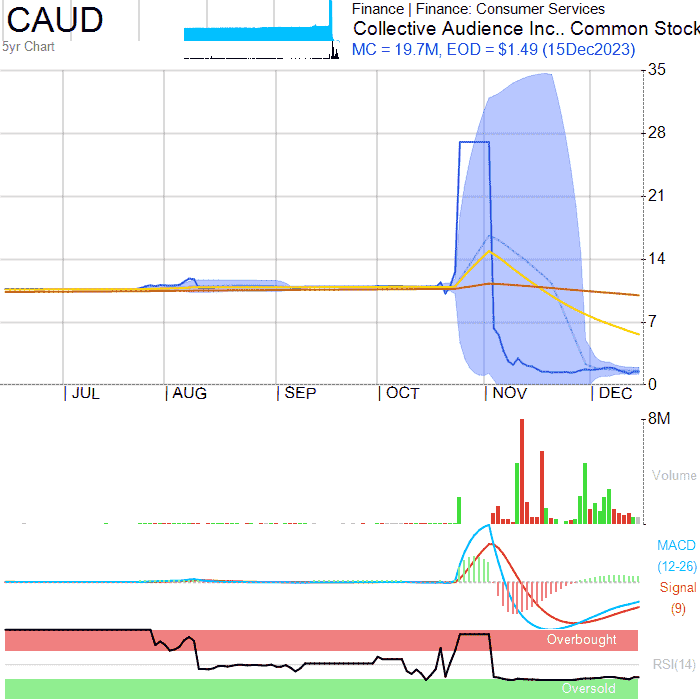 CAUD
5yr Chart
Finance | Finance: Consumer Services
Collective Audience Inc.. Common Stock
MC = 19.7M, EOD = $1.49 (15Dec2023)
35
28
21
14
7
0
JUL
AUG
SEP
OCT
NOV
DEC
8M
Volume
MACD
(12-26)
Signal
(9)
Overbought
RSI(14)
Oversold